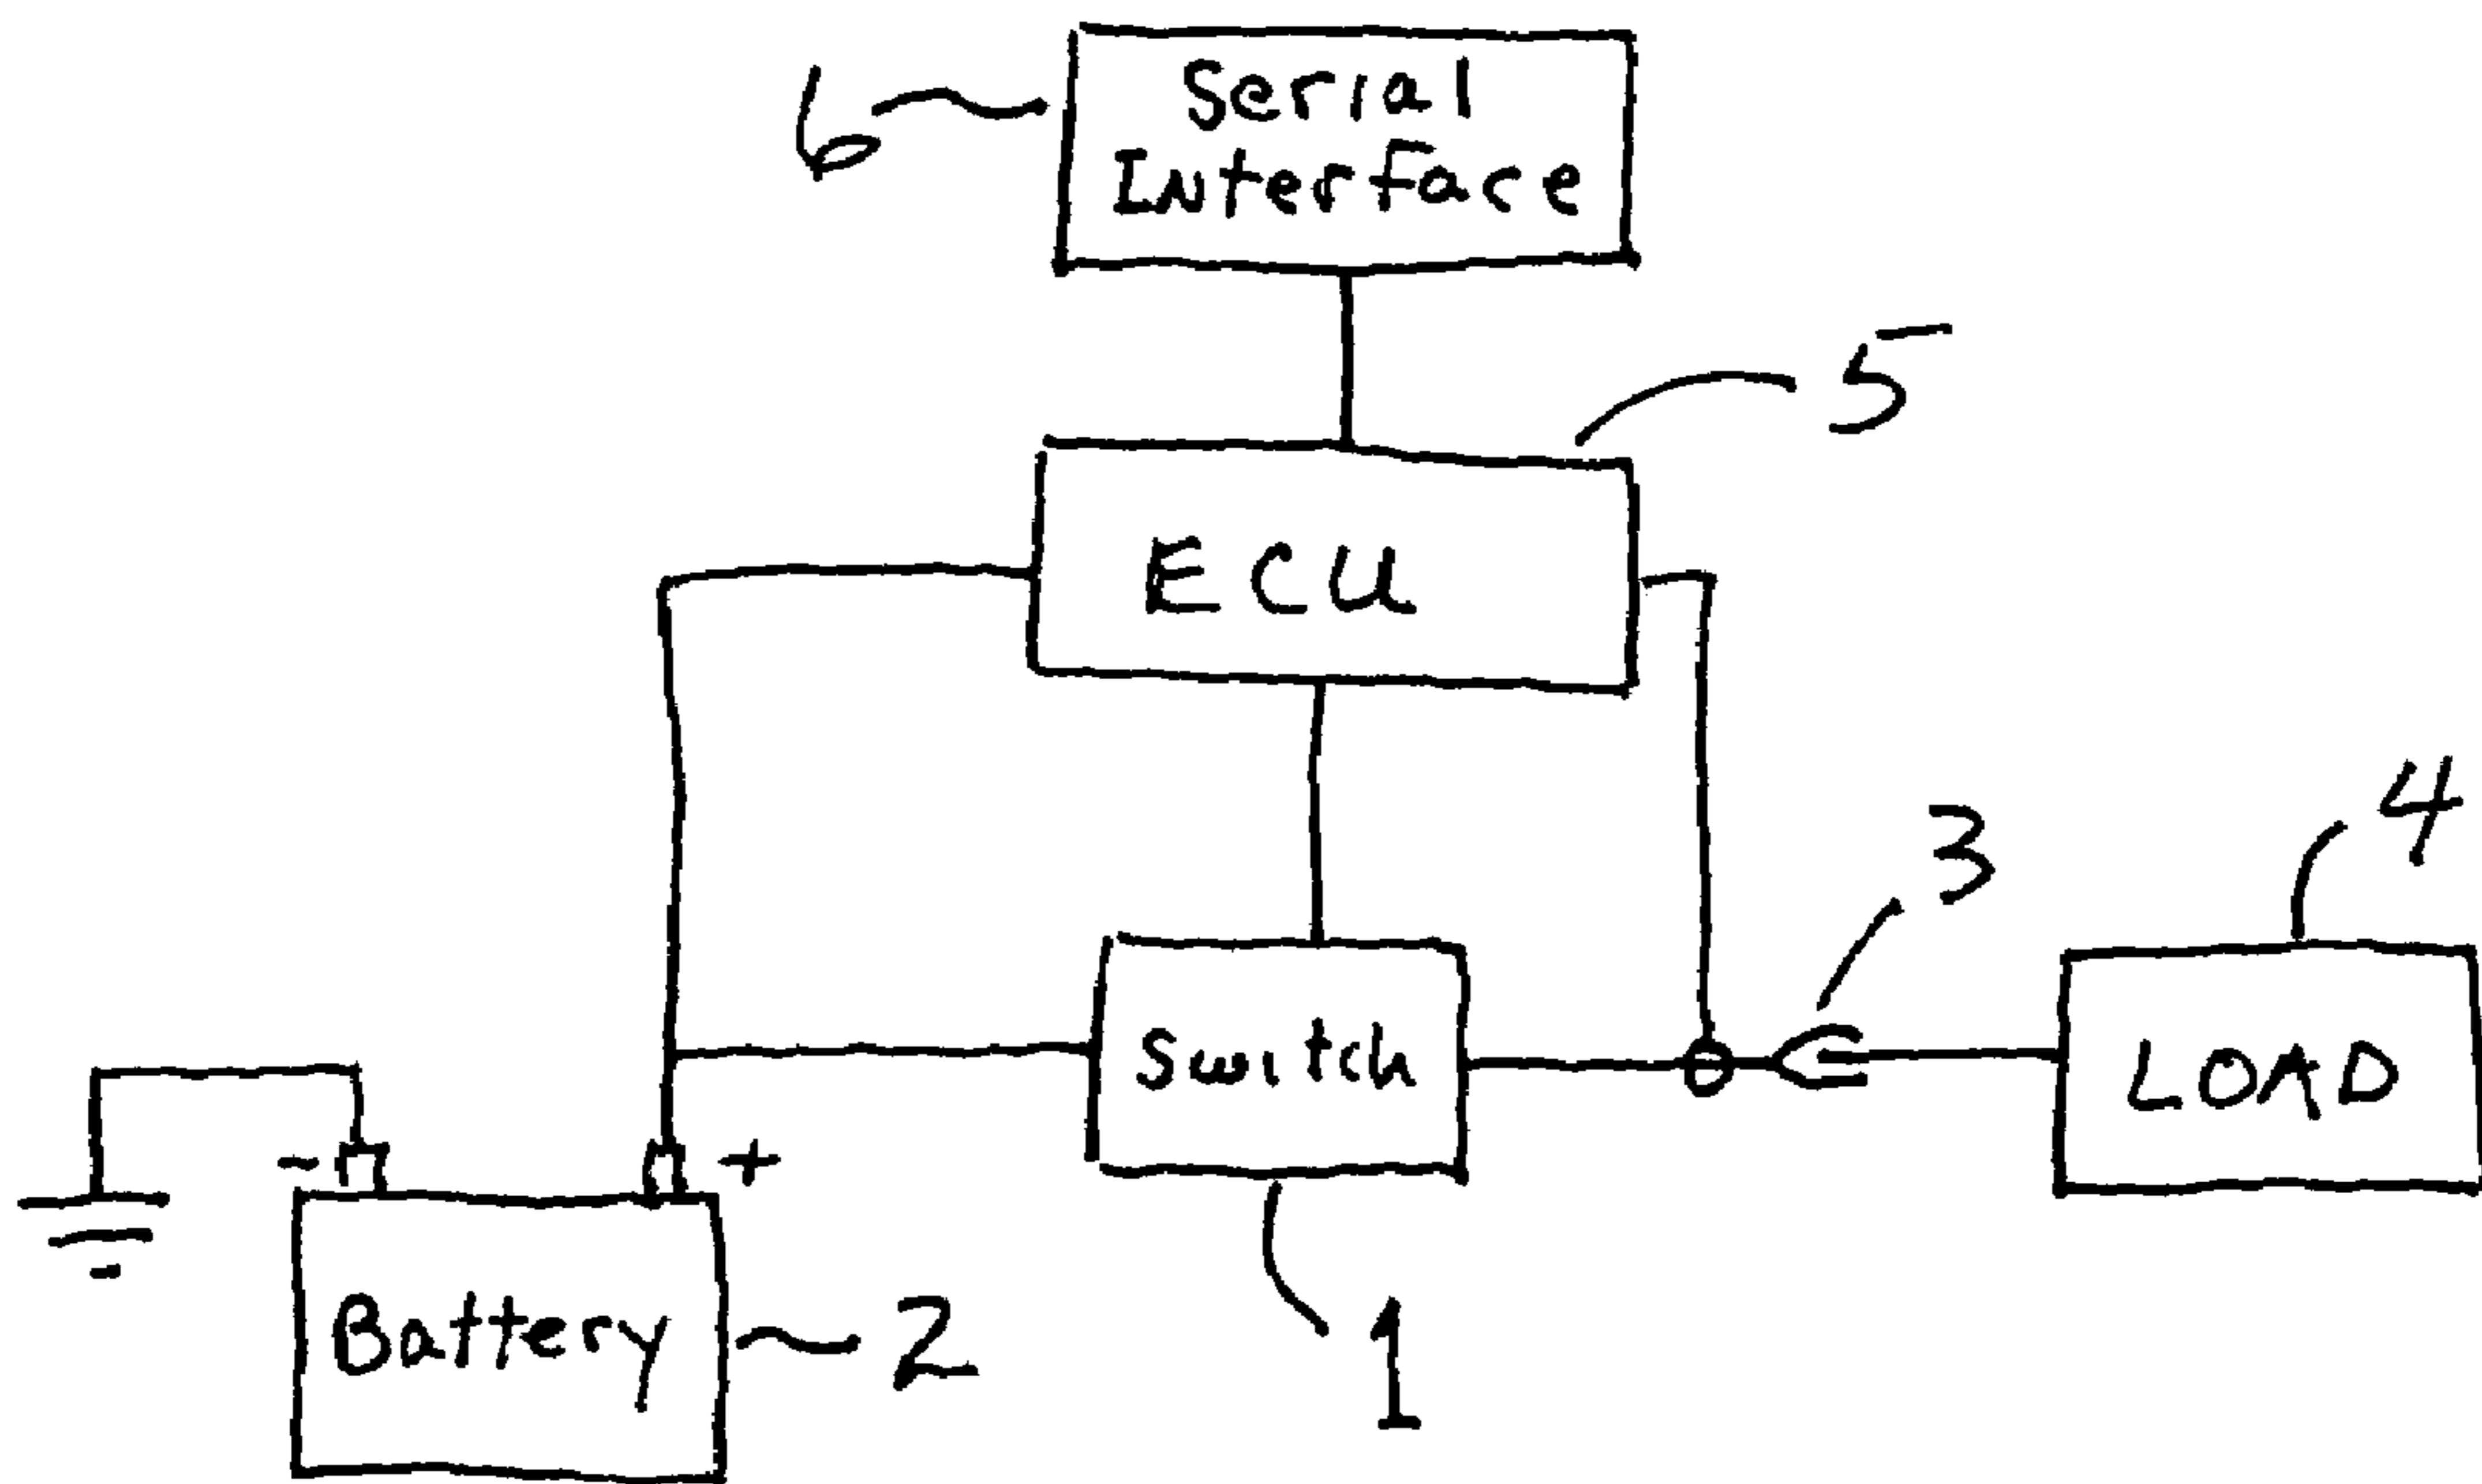 6
Serial
Interface
5
ECU
4
3
Switch
LOAD
- +
Battery
2
1